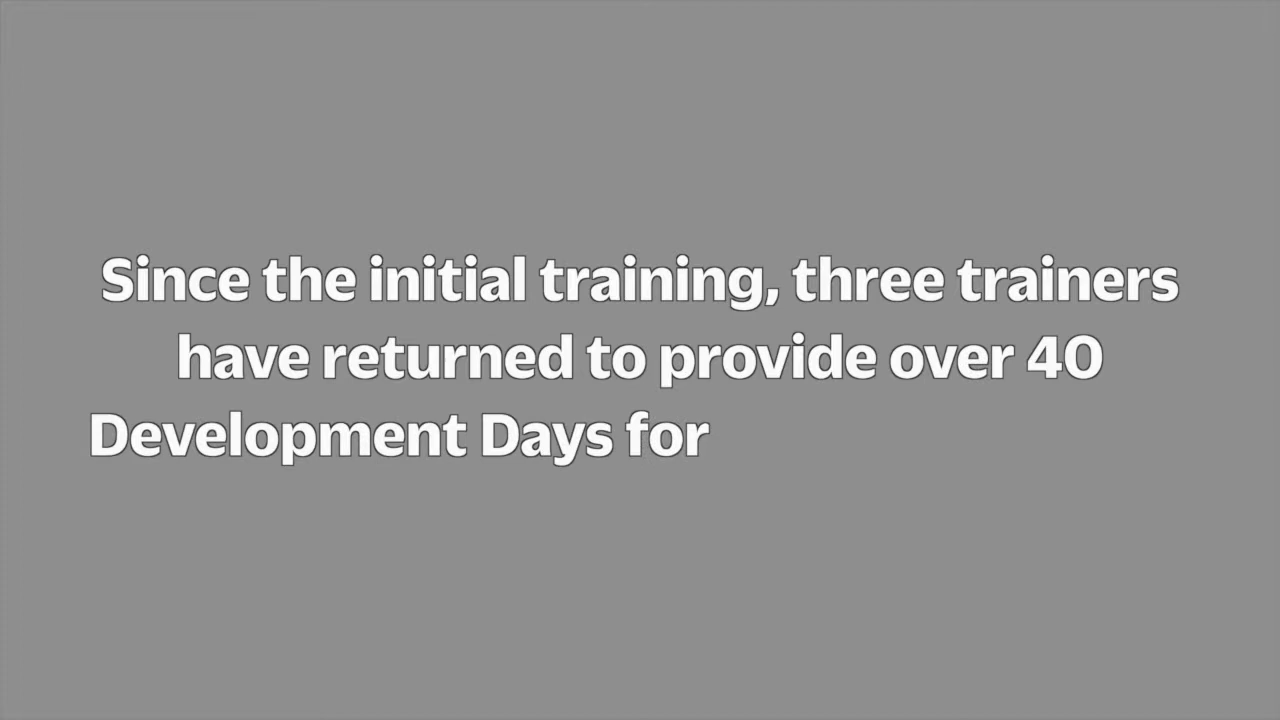 Since the initial training, three trainers
have returned to provide over 40
Development Days for